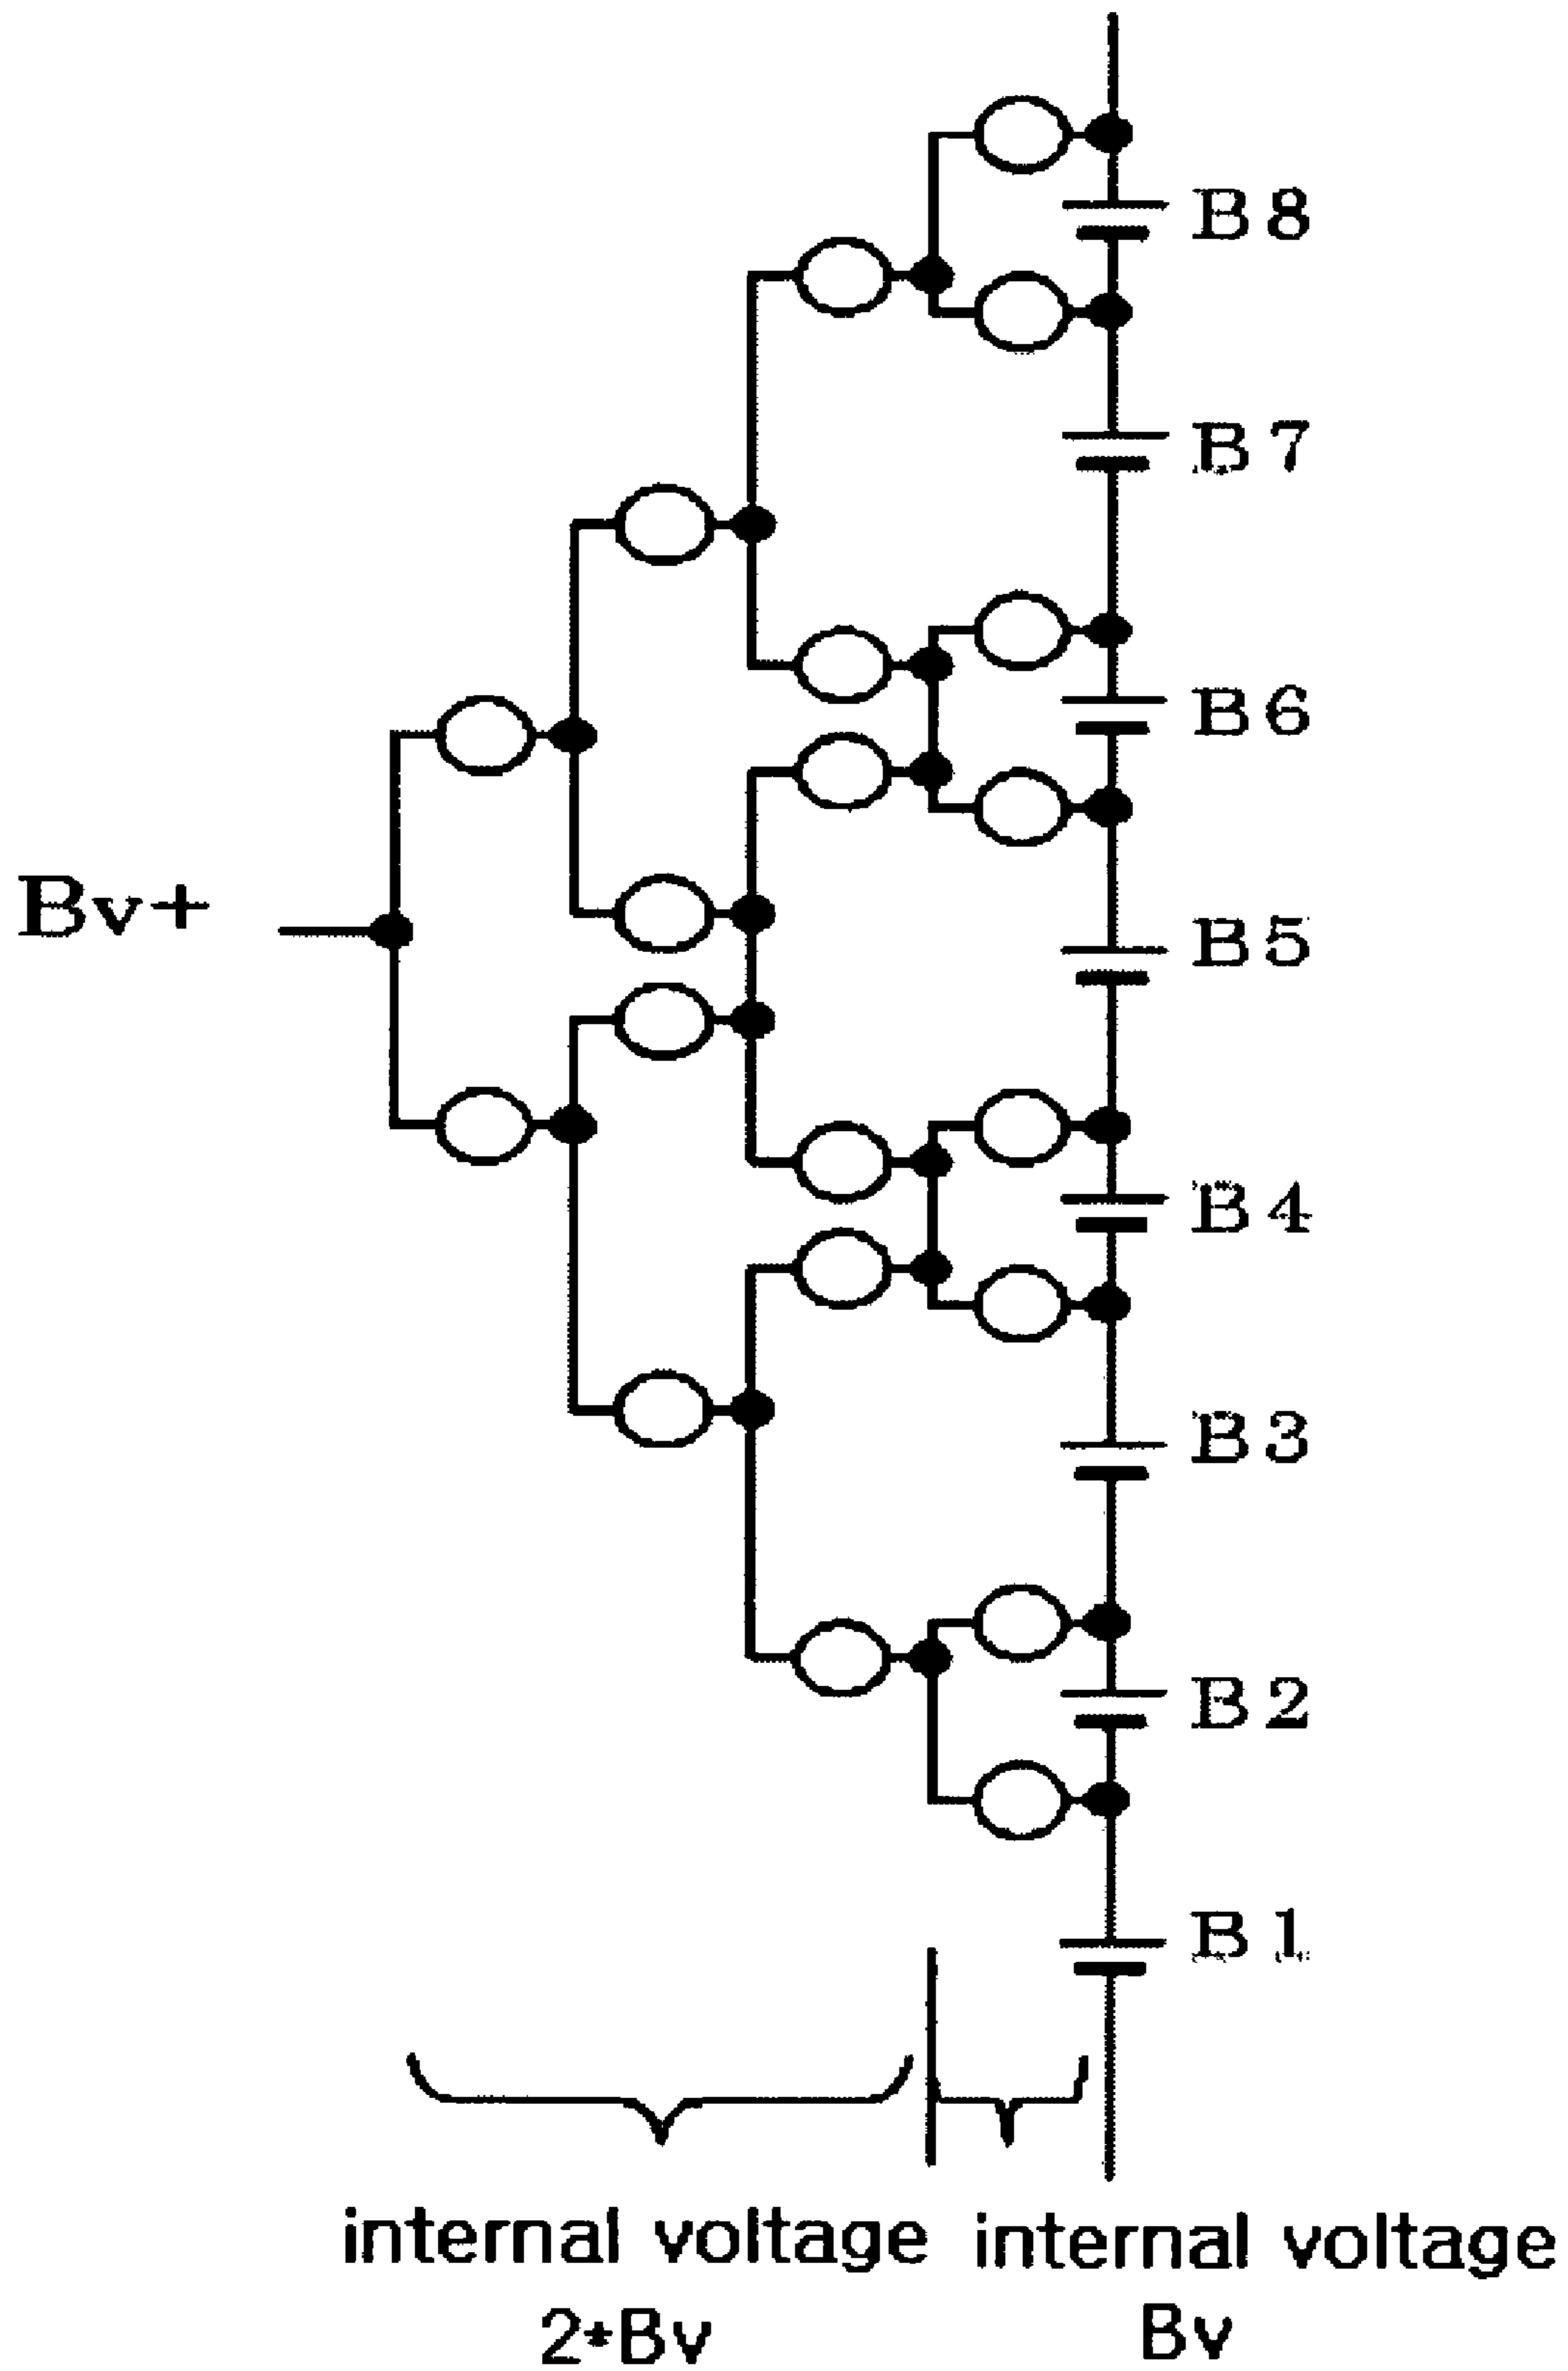 B8
B7
B6
Bv+
B5
B4
B3
B2
B1
internal voltage
2*Bv
internal voltage
Bv